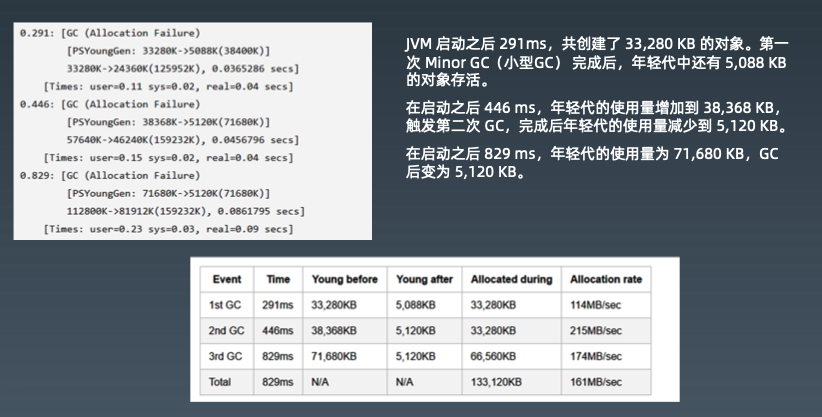 0.291: [GC (Allocation Failure)
[PSYoungGen: 33280K->5088K(38400K)]
33280K->24360K(125952K), 0.0365286 secs]
[Times: user=0.11 sys=0.02, real=0.04 secs]
0.446: [GC (Allocation Failure)
[PSYoungGen: 38368K->5120K(71680K)]
57640K->46240K(159232K), 0.0456796 secs]
[Times: user=0.15 sys=0.02, real=0.04 secs]
0.829: [GC (Allocation Failure)
[PSYoungGen: 71680K->5120K(71680K)]
112800K->81912K(159232K), 0.0861795 secs]
[Times: user=0.23 sys=0.03, real=0.09 secs]
JVM 启动之后 291ms，共创建了 33,280 KB 的对象。第一
次 Minor GC（小型GC） 完成后，年轻代中还有 5,088 KB
的对象存活。
在启动之后 446 ms，年轻代的使用量增加到 38,368 KB，
触发第二次 GC，完成后年轻代的使用量减少到 5,120 KB。
在启动之后 829 ms，年轻代的使用量为 71,680 KB，GC
后变为 5,120 KB。
Event Time Young before Young after Allocated during Allocation rate
1st GC 291ms 33,280KB 5,088KB 33,280KB 114MB/sec
2nd GC 446ms 38,368KB 5,120KB 33,280KB 215MB/sec
3rd GC 829ms 71,680KB 5,120KB 66,560KB 174MB/sec
Total 829ms N/A N/A 133,120KB 161MB/sec